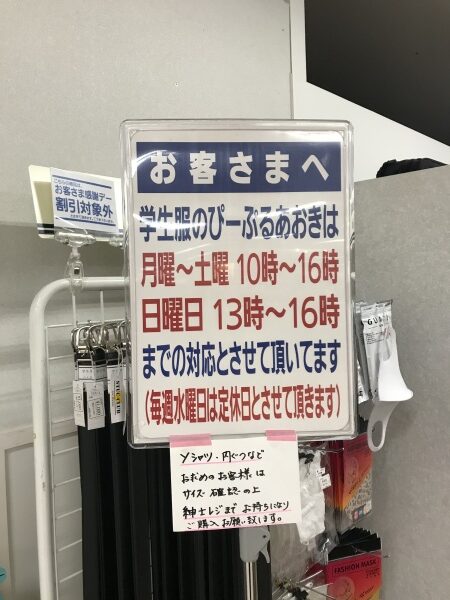 お客さま感謝デー
割引対象外
お客さまへ
学生服のぴーぷるあおきは
月曜～土曜 10時～16時
日曜日 13時～16時
までの対応とさせて頂いてます
(毎週水曜日は定休日とさせて頂きます)
Yシャツ・内ぐつなど
お求めのお客様は
サイズ確認の上
紳士レジまでお持ちになり
ご購入お願い致します。
FASHION MASK